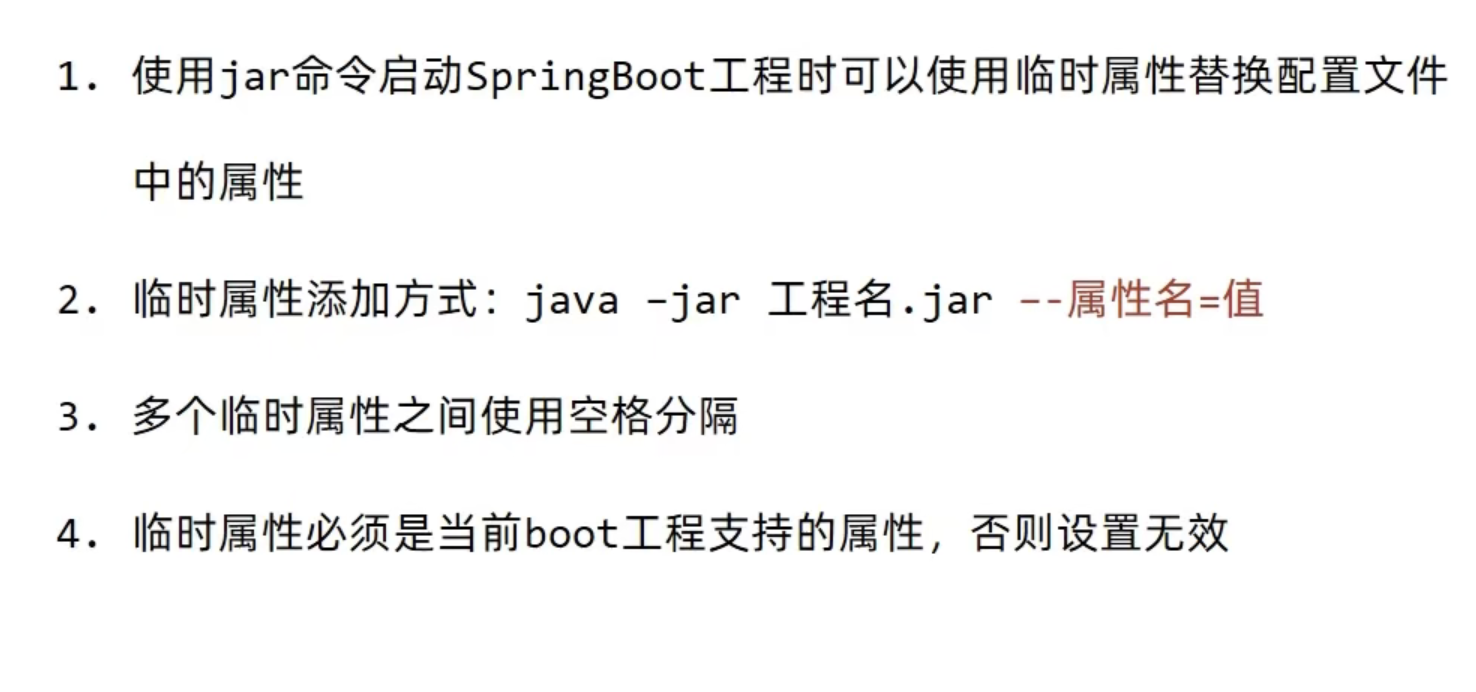 1. 使用jar命令启动SpringBoot工程时可以使用临时属性替换配置文件
中的属性
2. 临时属性添加方式：java –jar 工程名.jar –-属性名=值
3. 多个临时属性之间使用空格分隔
4. 临时属性必须是当前boot工程支持的属性，否则设置无效